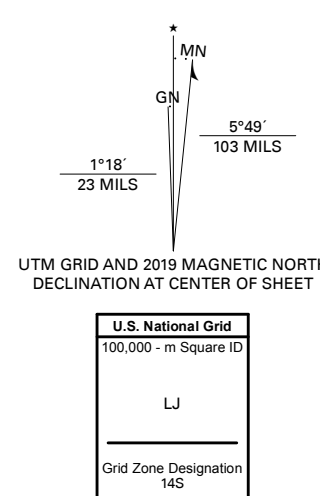 ★
MN
GN
5°49´
103 MILS
1°18´
23 MILS
UTM GRID AND 2019 MAGNETIC NORTH
DECLINATION AT CENTER OF SHEET
U.S. National Grid
100,000 - m Square ID
LJ
Grid Zone Designation
14S